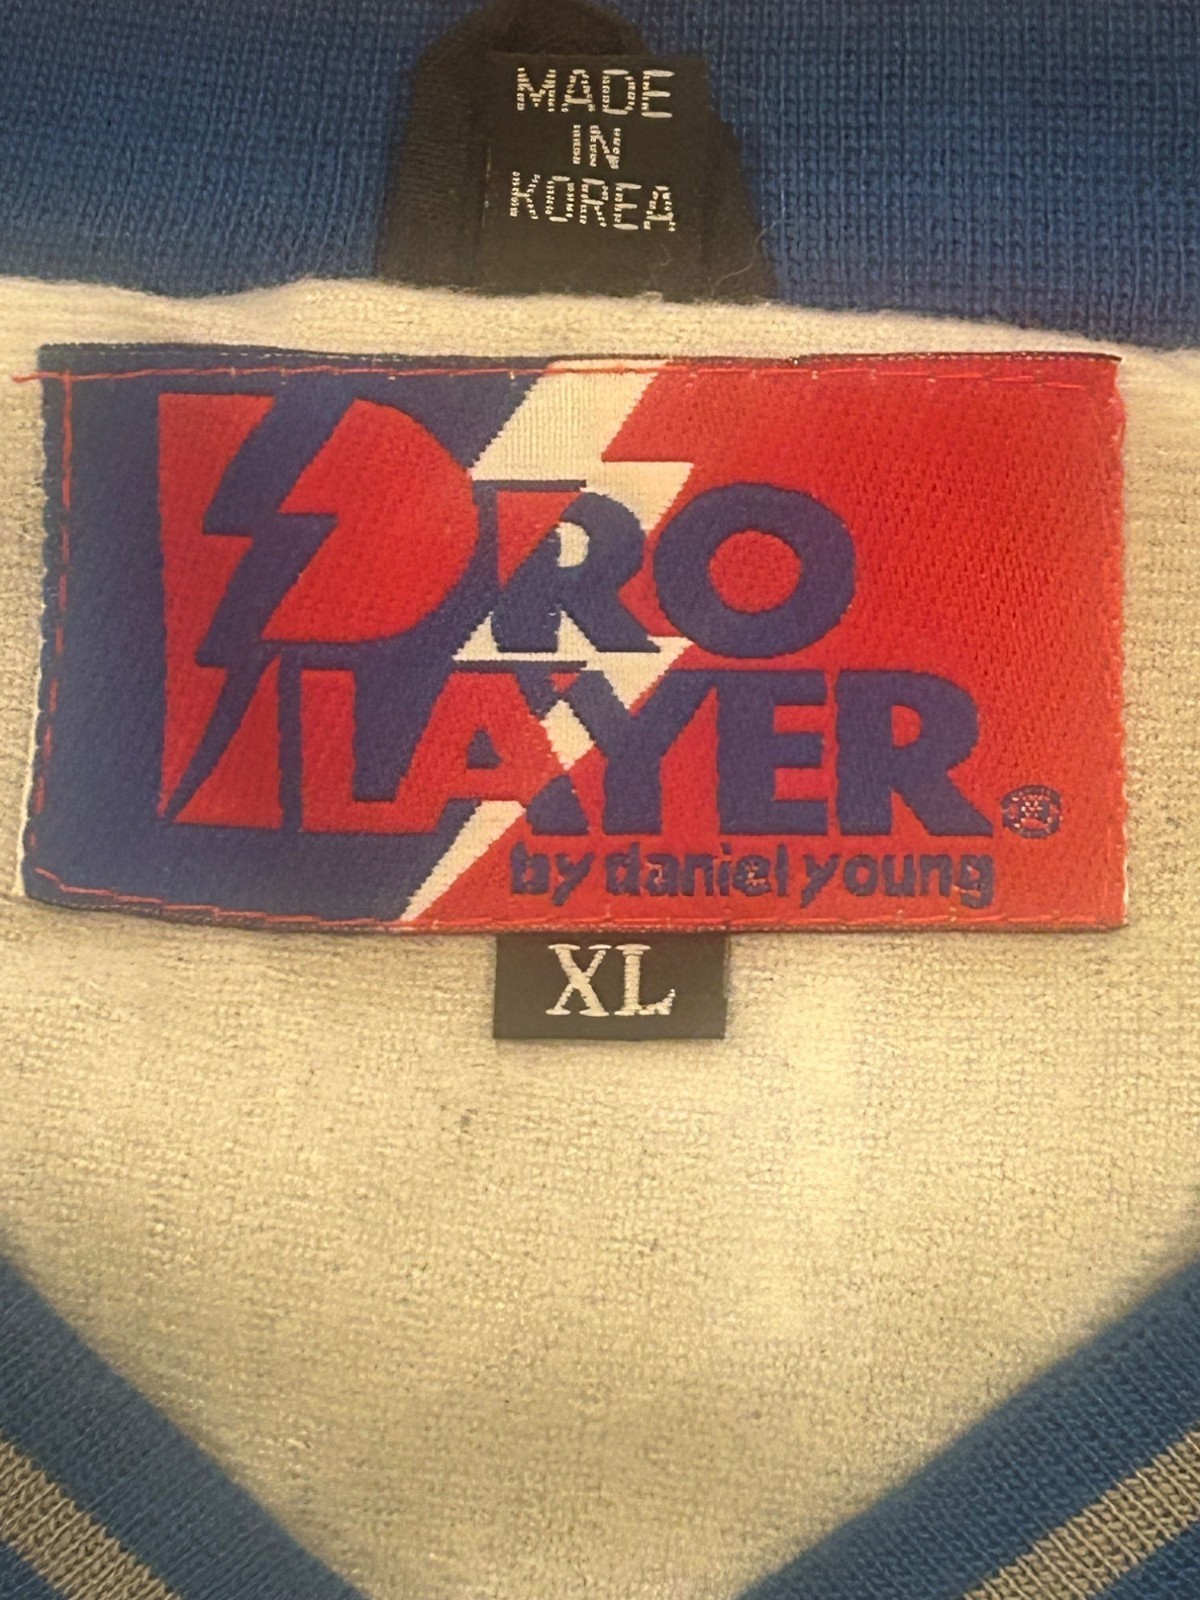 MADE
IN
KOREA
PRO
PLAYER ®
by daniel young
XL